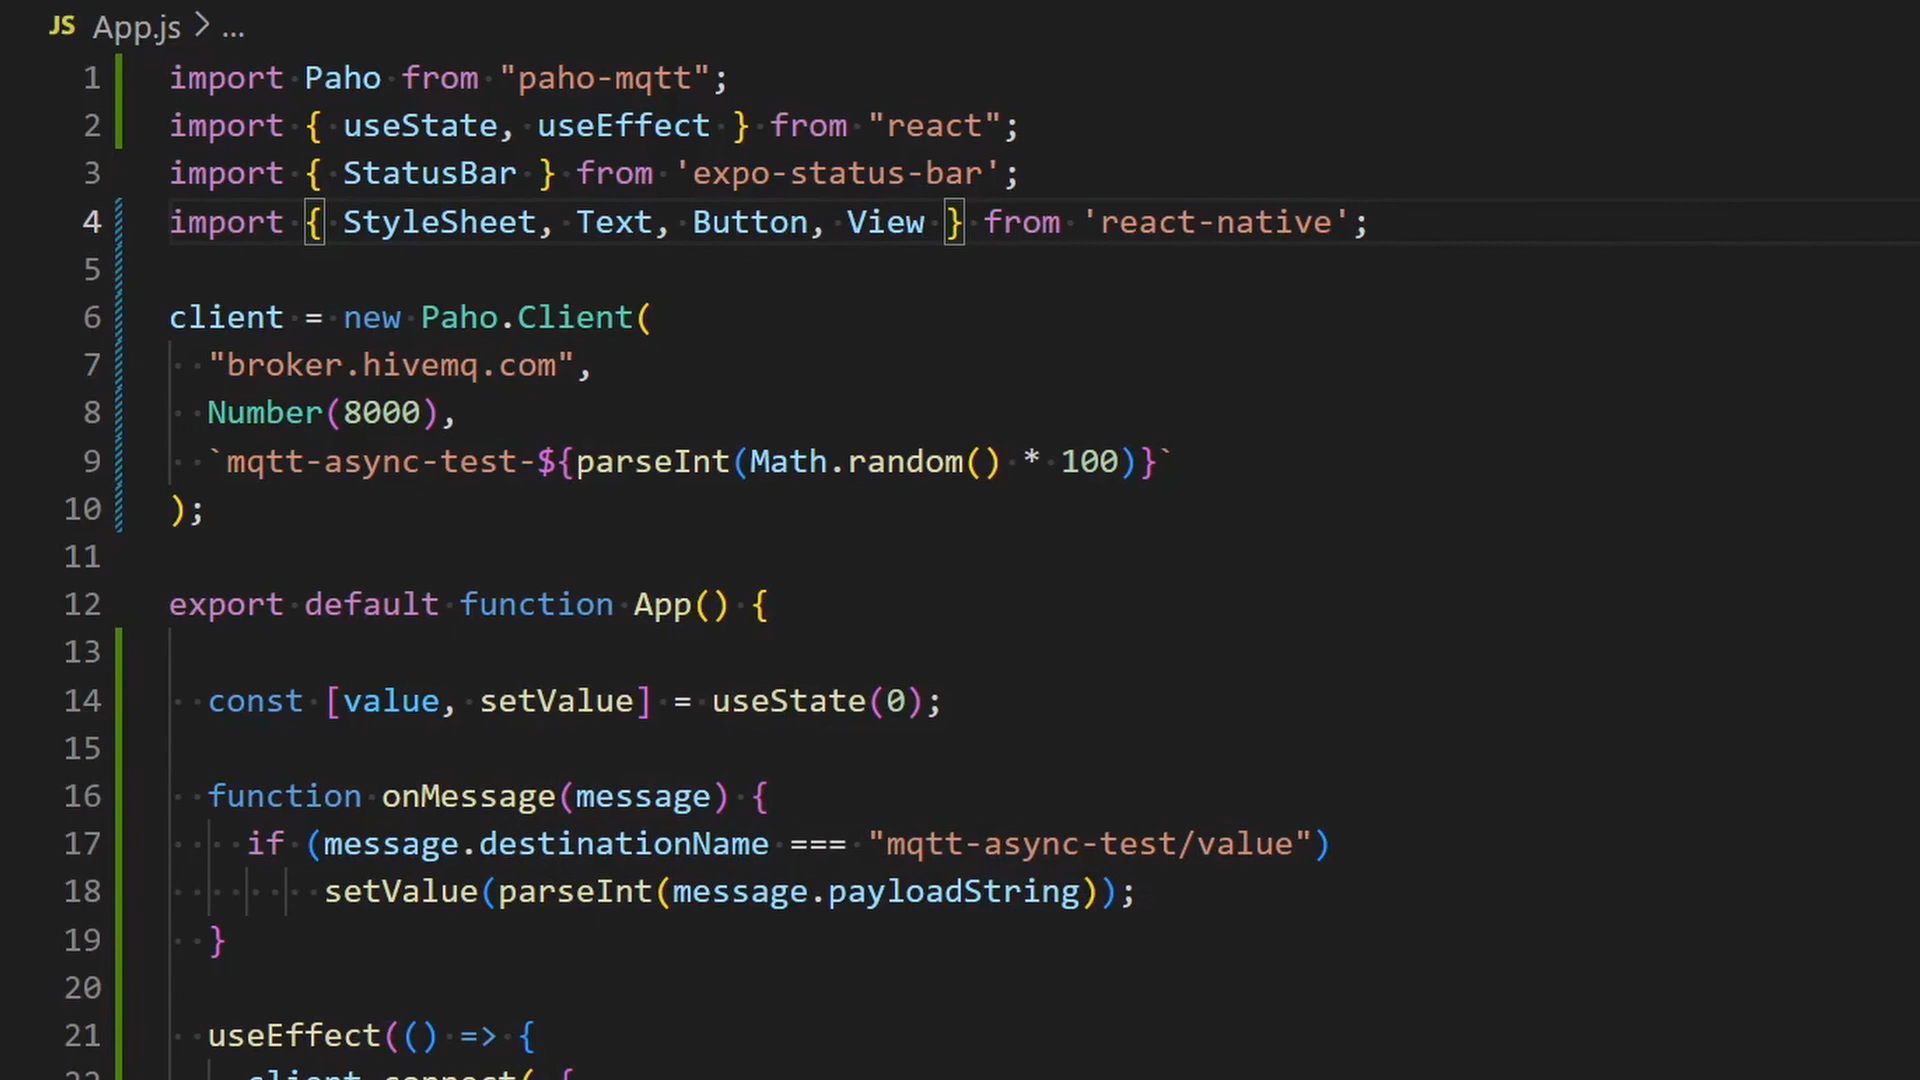 JS App.js > ...
1 import Paho from "paho-mqtt";
2 import { useState, useEffect } from "react";
3 import { StatusBar } from 'expo-status-bar';
4 import { StyleSheet, Text, Button, View } from 'react-native';
5
6 client = new Paho.Client(
7 "broker.hivemq.com",
8 Number(8000),
9 `mqtt-async-test-${parseInt(Math.random() * 100)}`
10 );
11
12 export default function App() {
13
14 const [value, setValue] = useState(0);
15
16 function onMessage(message) {
17 if (message.destinationName === "mqtt-async-test/value")
18 setValue(parseInt(message.payloadString));
19 }
20
21 useEffect(() => {
22 client.connect( {